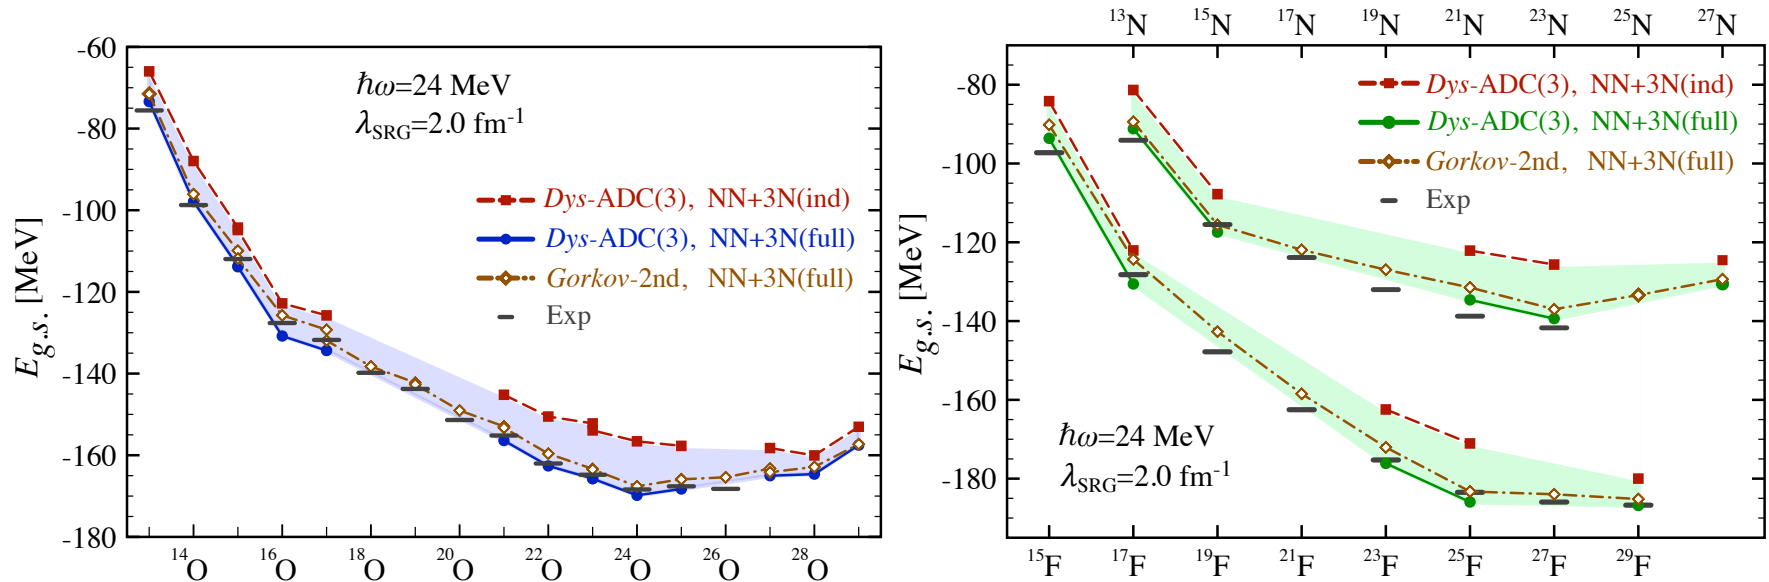 -60
-80
-100
-120
-140
-160
-180
E_g.s. [MeV]
ℏω=24 MeV
λ_SRG=2.0 fm⁻¹
Dys-ADC(3), NN+3N(ind)
Dys-ADC(3), NN+3N(full)
Gorkov-2nd, NN+3N(full)
Exp
¹⁴O ¹⁶O ¹⁸O ²⁰O ²²O ²⁴O ²⁶O ²⁸O
¹³N ¹⁵N ¹⁷N ¹⁹N ²¹N ²³N ²⁵N ²⁷N
-80
-100
-120
-140
-160
-180
E_g.s. [MeV]
Dys-ADC(3), NN+3N(ind)
Dys-ADC(3), NN+3N(full)
Gorkov-2nd, NN+3N(full)
Exp
ℏω=24 MeV
λ_SRG=2.0 fm⁻¹
¹⁵F ¹⁷F ¹⁹F ²¹F ²³F ²⁵F ²⁷F ²⁹F